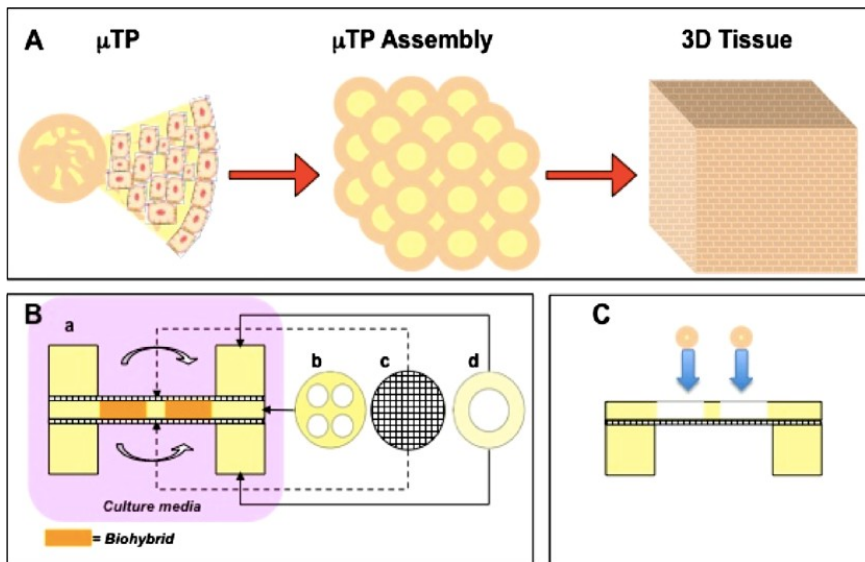 A
μTP
μTP Assembly
3D Tissue
B
a
b
c
d
Culture media
= Biohybrid
C